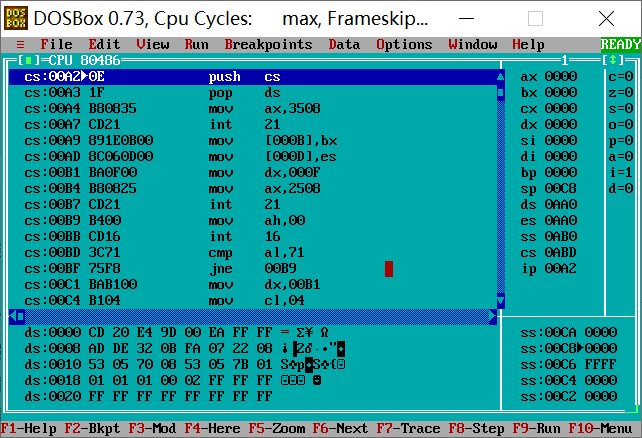 DOSBox 0.73, Cpu Cycles: max, Frameskip...
≡ File Edit View Run Breakpoints Data Options Window Help READY
[■]=CPU 80486 1=[↕]
cs:00A2▶0E push cs ax 0000 c=0
cs:00A3 1F pop ds bx 0000 z=0
cs:00A4 B80835 mov ax,3508 cx 0000 s=0
cs:00A7 CD21 int 21 dx 0000 o=0
cs:00A9 891E0B00 mov [000B],bx si 0000 p=0
cs:00AD 8C060D00 mov [000D],es di 0000 a=0
cs:00B1 BA0F00 mov dx,000F bp 0000 i=1
cs:00B4 B80825 mov ax,2508 sp 00C8 d=0
cs:00B7 CD21 int 21 ds 0AA0
cs:00B9 B400 mov ah,00 es 0AA0
cs:00BB CD16 int 16 ss 0AB0
cs:00BD 3C71 cmp al,71 cs 0ABD
cs:00BF 75F8 jne 00B9 ip 00A2
cs:00C1 BAB100 mov dx,00B1
cs:00C4 B104 mov cl,04
ds:0000 CD 20 E4 9D 00 EA FF FF = Σ¥ Ω ss:00CA 0000
ds:0008 AD DE 32 0B FA 07 22 08 ss:00C8▶0000
ds:0010 53 05 70 08 53 05 7B 01 S♣p◘S♣{☺ ss:00C6 FFFF
ds:0018 01 01 01 00 02 FF FF FF ☺☺☺ ☻ ss:00C4 0000
ds:0020 FF FF FF FF FF FF FF FF ss:00C2 0000
F1-Help F2-Bkpt F3-Mod F4-Here F5-Zoom F6-Next F7-Trace F8-Step F9-Run F10-Menu